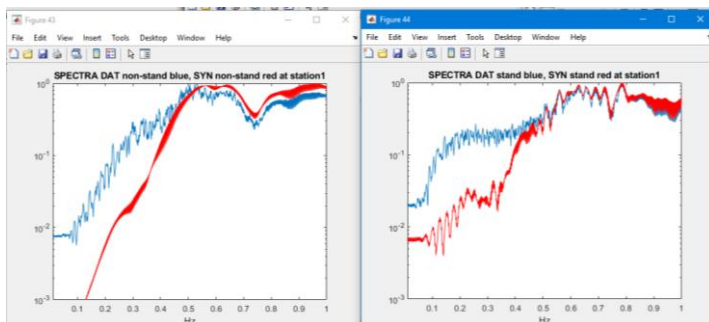 Figure 43
File Edit View Insert Tools Desktop Window Help
SPECTRA DAT non-stand blue, SYN non-stand red at station1
10^0
10^-1
10^-2
10^-3
0.1 0.2 0.3 0.4 0.5 0.6 0.7 0.8 0.9 1
Hz
Figure 44
File Edit View Insert Tools Desktop Window Help
SPECTRA DAT stand blue, SYN stand red at station1
10^0
10^-1
10^-2
10^-3
0.1 0.2 0.3 0.4 0.5 0.6 0.7 0.8 0.9 1
Hz